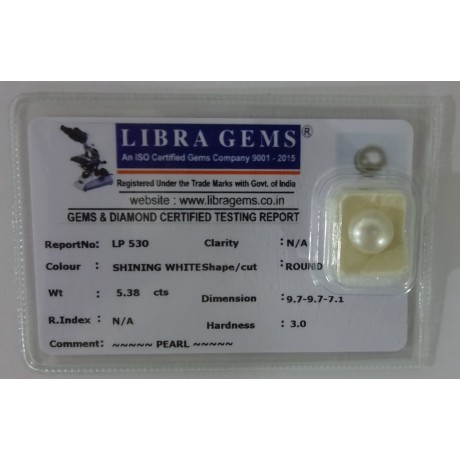 LIBRA GEMS®
An ISO Certified Gems Company 9001 - 2015
Registered Under the Trade Marks with Govt. of India
website : www.libragems.co.in
GEMS & DIAMOND CERTIFIED TESTING REPORT
ReportNo: LP 530 Clarity : N/A
Colour : SHINING WHITE Shape/cut : ROUND
Wt : 5.38 cts Dimension : 9.7-9.7-7.1
R.Index : N/A Hardness : 3.0
Comment: ~~~~~ PEARL ~~~~~